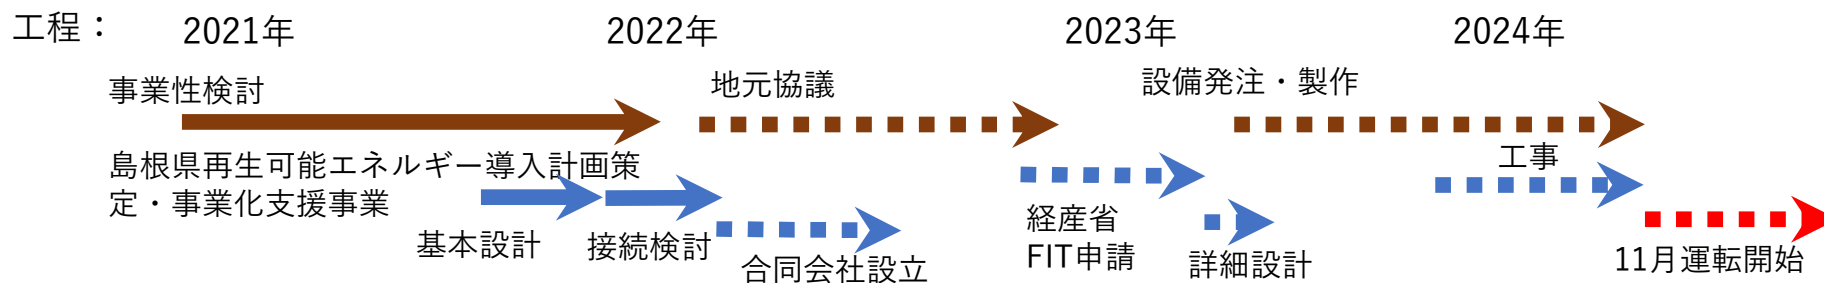 工程：
2021年
2022年
2023年
2024年
事業性検討
地元協議
設備発注・製作
島根県再生可能エネルギー導入計画策
定・事業化支援事業
工事
基本設計
接続検討
合同会社設立
経産省
FIT申請
詳細設計
11月運転開始